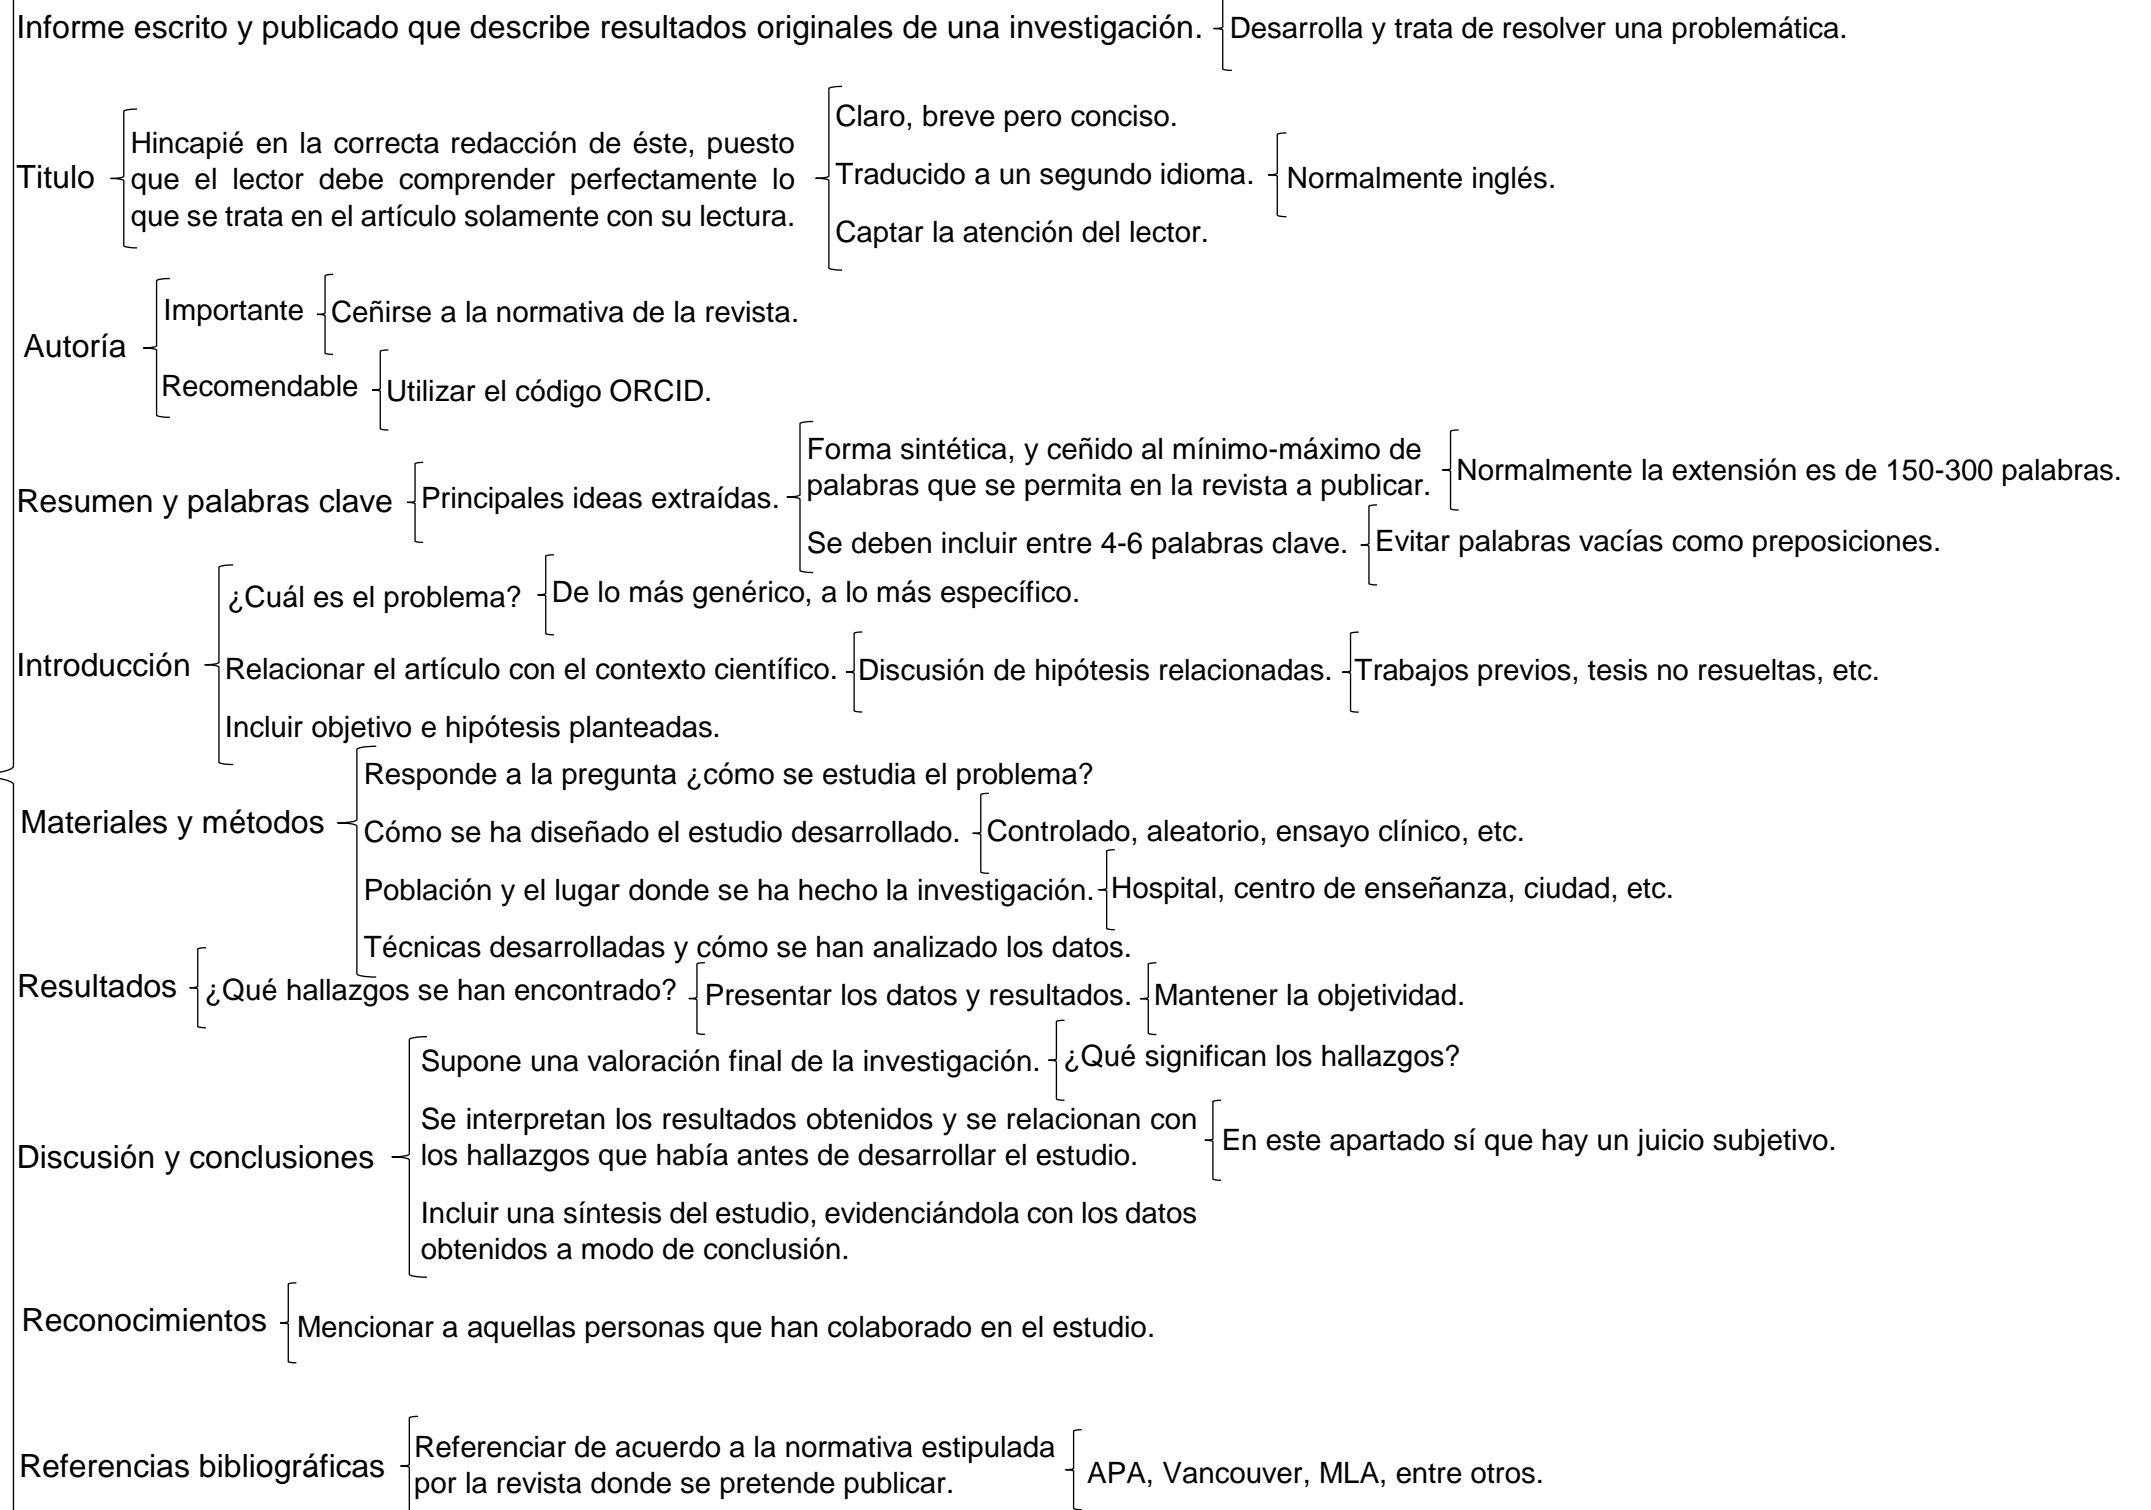 Informe escrito y publicado que describe resultados originales de una investigación.
Desarrolla y trata de resolver una problemática.
Titulo
Hincapié en la correcta redacción de éste, puesto
que el lector debe comprender perfectamente lo
que se trata en el artículo solamente con su lectura.
Claro, breve pero conciso.
Traducido a un segundo idioma.
Normalmente inglés.
Captar la atención del lector.
Autoría
Importante
Ceñirse a la normativa de la revista.
Recomendable
Utilizar el código ORCID.
Resumen y palabras clave
Principales ideas extraídas.
Forma sintética, y ceñido al mínimo-máximo de
palabras que se permita en la revista a publicar.
Normalmente la extensión es de 150-300 palabras.
Se deben incluir entre 4-6 palabras clave.
Evitar palabras vacías como preposiciones.
Introducción
¿Cuál es el problema?
De lo más genérico, a lo más específico.
Relacionar el artículo con el contexto científico.
Discusión de hipótesis relacionadas.
Trabajos previos, tesis no resueltas, etc.
Incluir objetivo e hipótesis planteadas.
Materiales y métodos
Responde a la pregunta ¿cómo se estudia el problema?
Cómo se ha diseñado el estudio desarrollado.
Controlado, aleatorio, ensayo clínico, etc.
Población y el lugar donde se ha hecho la investigación.
Hospital, centro de enseñanza, ciudad, etc.
Técnicas desarrolladas y cómo se han analizado los datos.
Resultados
¿Qué hallazgos se han encontrado?
Presentar los datos y resultados.
Mantener la objetividad.
Discusión y conclusiones
Supone una valoración final de la investigación.
¿Qué significan los hallazgos?
Se interpretan los resultados obtenidos y se relacionan con
los hallazgos que había antes de desarrollar el estudio.
En este apartado sí que hay un juicio subjetivo.
Incluir una síntesis del estudio, evidenciándola con los datos
obtenidos a modo de conclusión.
Reconocimientos
Mencionar a aquellas personas que han colaborado en el estudio.
Referencias bibliográficas
Referenciar de acuerdo a la normativa estipulada
por la revista donde se pretende publicar.
APA, Vancouver, MLA, entre otros.